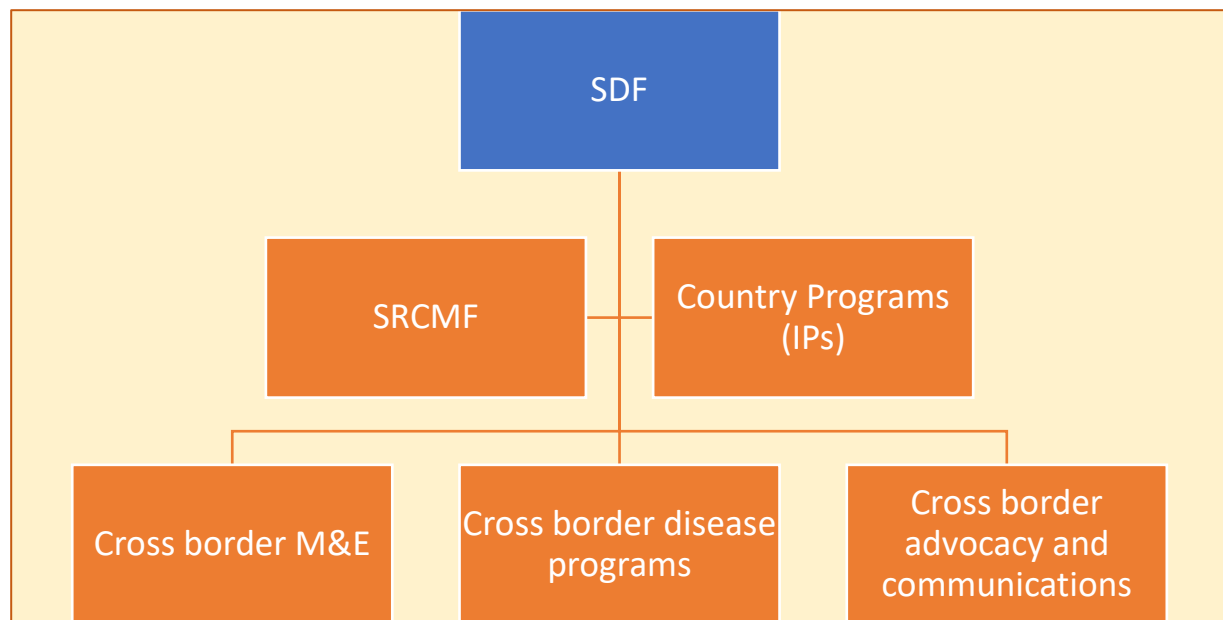 SDF
SRCMF
Country Programs
(IPs)
Cross border M&E
Cross border disease
programs
Cross border
advocacy and
communications